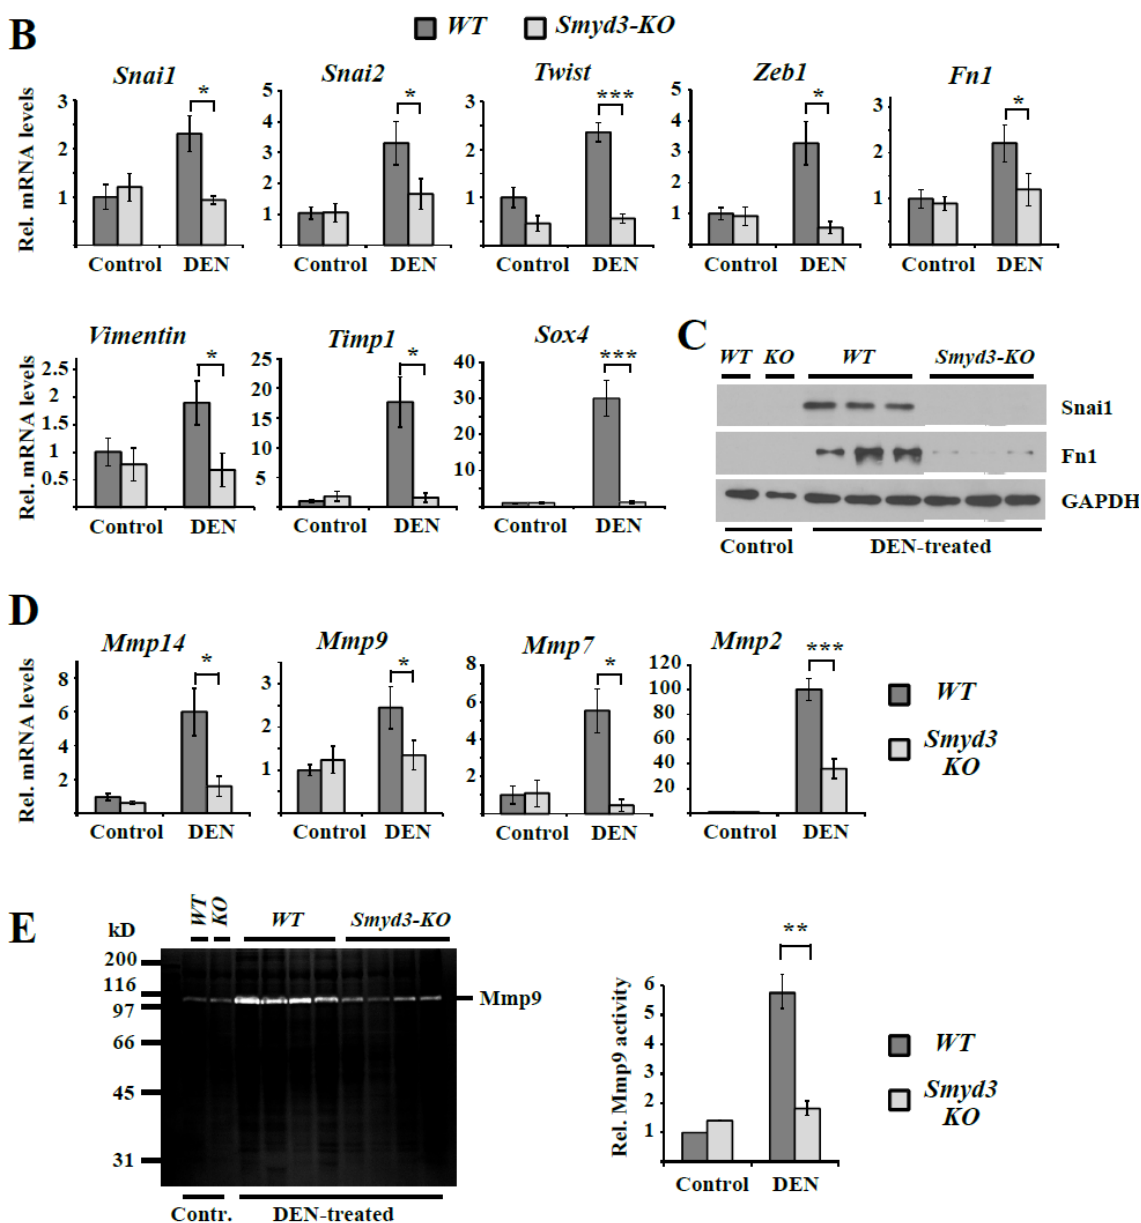 B
WT Smyd3-KO
Snai1 Snai2 Twist Zeb1 Fn1
Rel. mRNA levels
3 2 1
*
Control DEN
5 4 3 2 1
*
Control DEN
3 2 1
***
Control DEN
5 4 3 2 1
*
Control DEN
3 2 1
*
Control DEN
Vimentin Timp1 Sox4
Rel. mRNA levels
2.5 2 1 0.5
*
Control DEN
25 20 15 10 5
*
Control DEN
40 30 20 10
***
Control DEN
C
WT KO WT Smyd3-KO
Snai1
Fn1
GAPDH
Control DEN-treated
D
Mmp14 Mmp9 Mmp7 Mmp2
Rel. mRNA levels
8 6 4 2
*
Control DEN
3 2 1
*
Control DEN
8 6 4 2
*
Control DEN
120 100 80 60 40 20
***
Control DEN
WT
Smyd3
KO
E
kD
WT KO WT Smyd3-KO
200
116
97
66
45
31
Mmp9
Contr. DEN-treated
Rel. Mmp9 activity
6 5 4 3 2 1
**
Control DEN
WT
Smyd3
KO